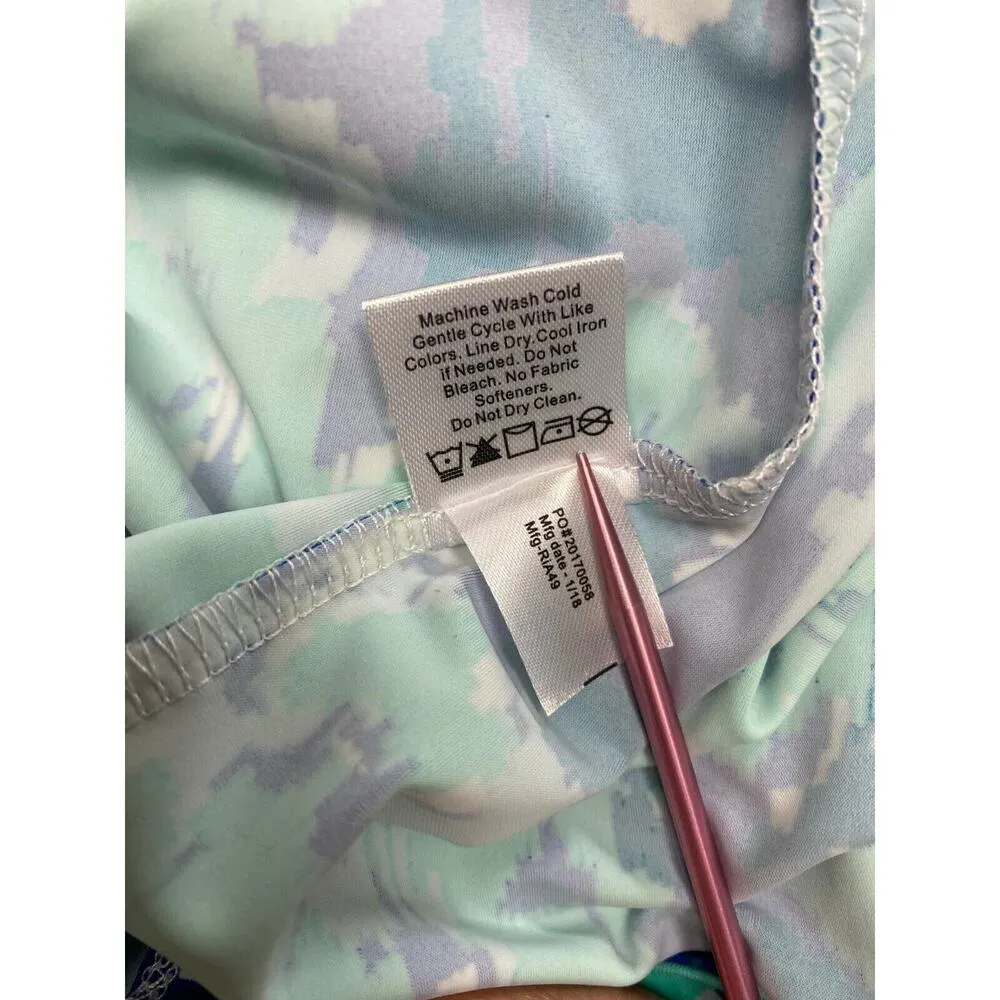 Machine Wash Cold
Gentle Cycle With Like
Colors. Line Dry.Cool Iron
if Needed. Do Not
Bleach. No Fabric
Softeners.
Do Not Dry Clean.
PO#20170058
Mfg date - 1/18
Mfg-RiA49